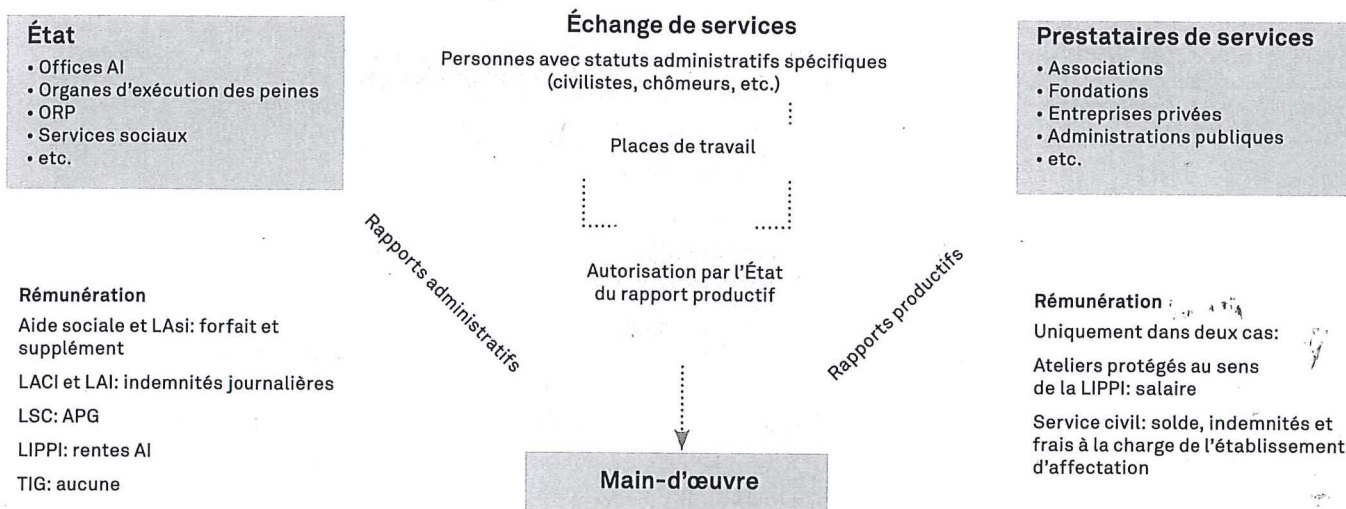 État
• Offices AI
• Organes d'exécution des peines
• ORP
• Services sociaux
• etc.
Échange de services
Personnes avec statuts administratifs spécifiques
(civilistes, chômeurs, etc.)
Places de travail
Autorisation par l'État
du rapport productif
Prestataires de services
• Associations
• Fondations
• Entreprises privées
• Administrations publiques
• etc.
Rapports administratifs
Rapports productifs
Rémunération
Aide sociale et LAsi: forfait et
supplément
LACI et LAI: indemnités journalières
LSC: APG
LIPPI: rentes AI
TIG: aucune
Main-d'œuvre
Rémunération
Uniquement dans deux cas:
Ateliers protégés au sens
de la LIPPI: salaire
Service civil: solde, indemnités et
frais à la charge de l'établissement
d'affectation